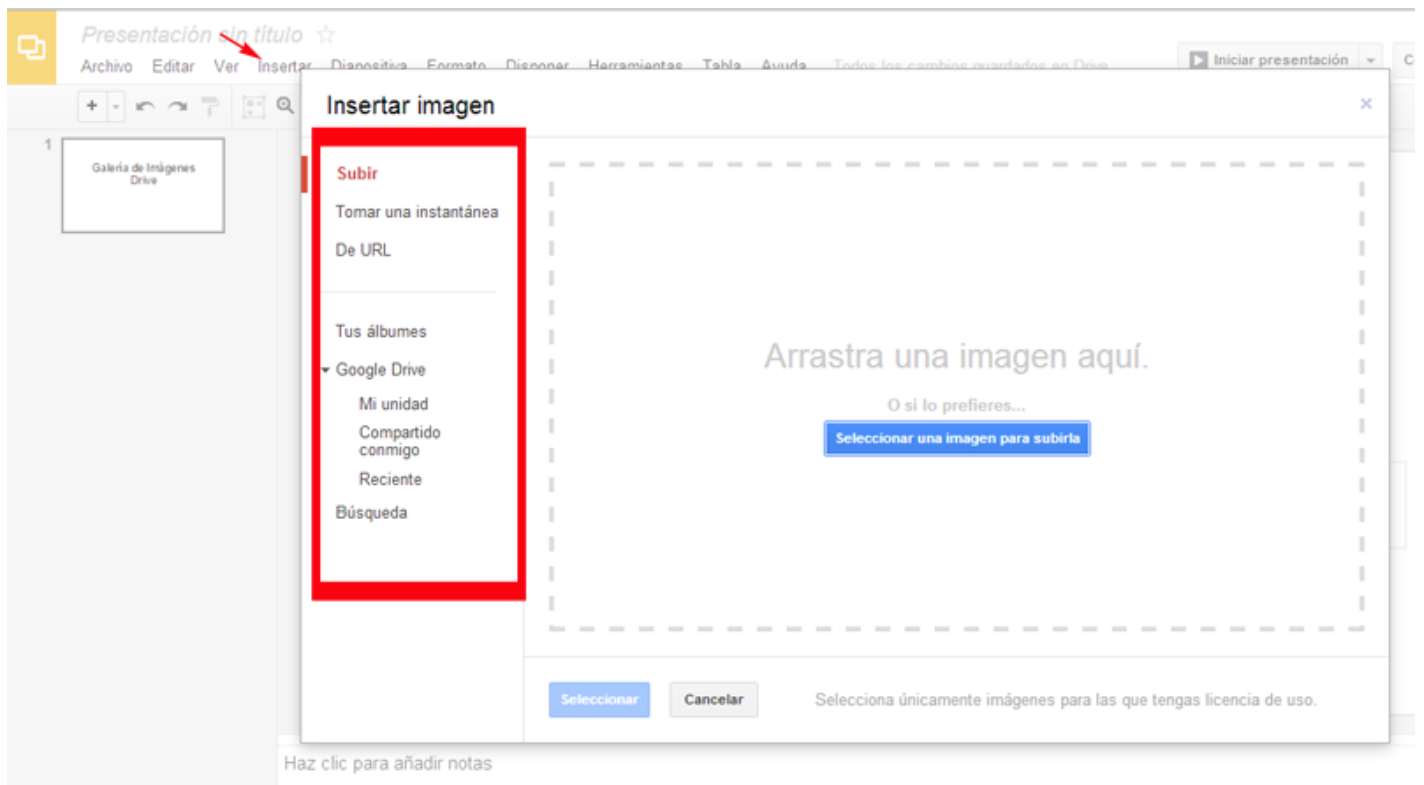 Presentación sin título
Archivo Editar Ver Insertar Diapositiva Formato Disponer Herramientas Tabla Ayuda Todos los cambios guardados en Drive
Iniciar presentación
Insertar imagen
1
Galería de Imágenes
Drive
Subir
Tomar una instantánea
De URL
Tus álbumes
Google Drive
Mi unidad
Compartido
conmigo
Reciente
Búsqueda
Arrastra una imagen aquí.
O si lo prefieres...
Seleccionar una imagen para subirla
Seleccionar Cancelar Selecciona únicamente imágenes para las que tengas licencia de uso.
Haz clic para añadir notas